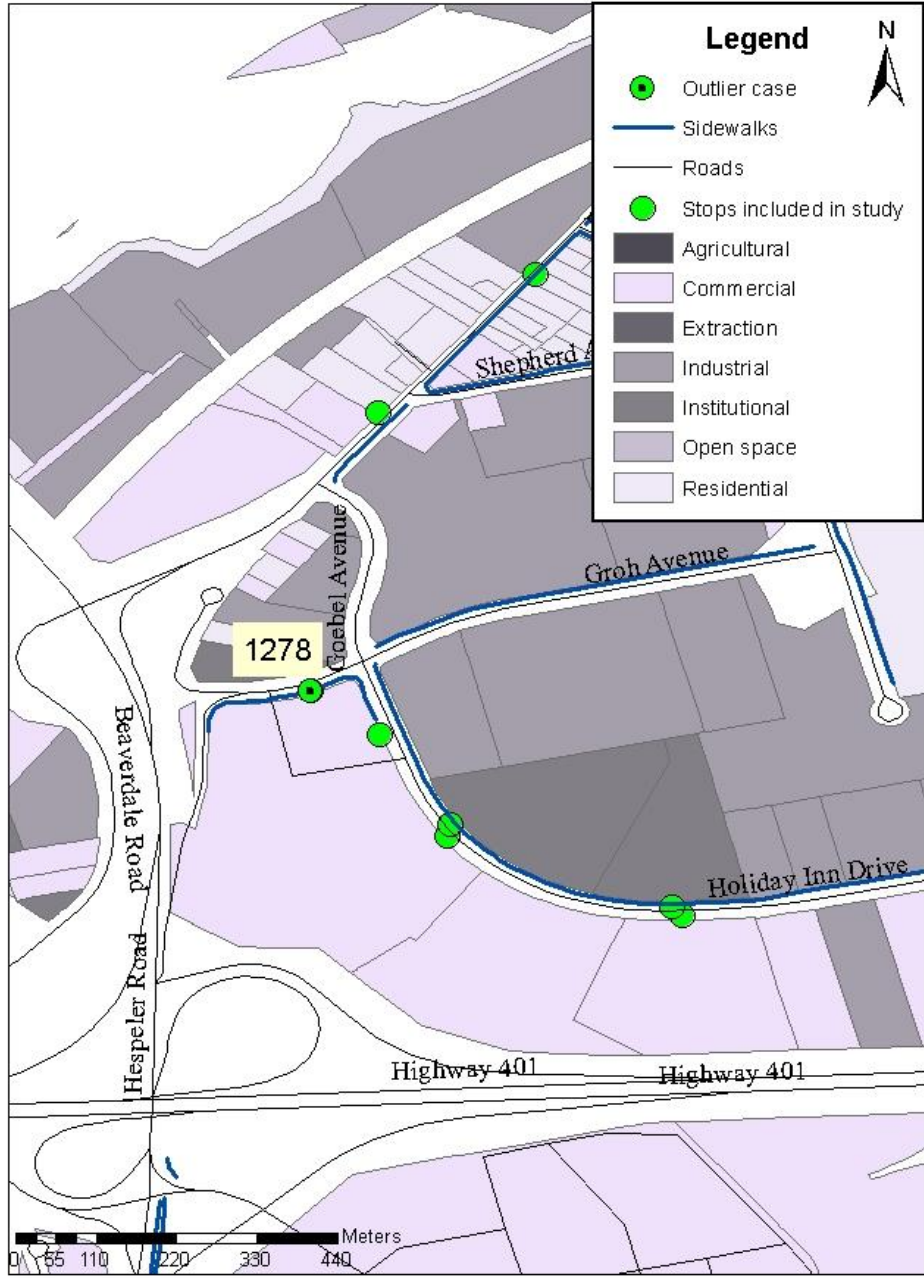 Legend
N
Outlier case
Sidewalks
Roads
Stops included in study
Agricultural
Commercial
Extraction
Industrial
Institutional
Open space
Residential
Shepherd A
Goebel Avenue
Groh Avenue
1278
Beaverdale Road
Holiday Inn Drive
Hespeler Road
Highway 401
Highway 401
Meters
0 55 110 220 330 440